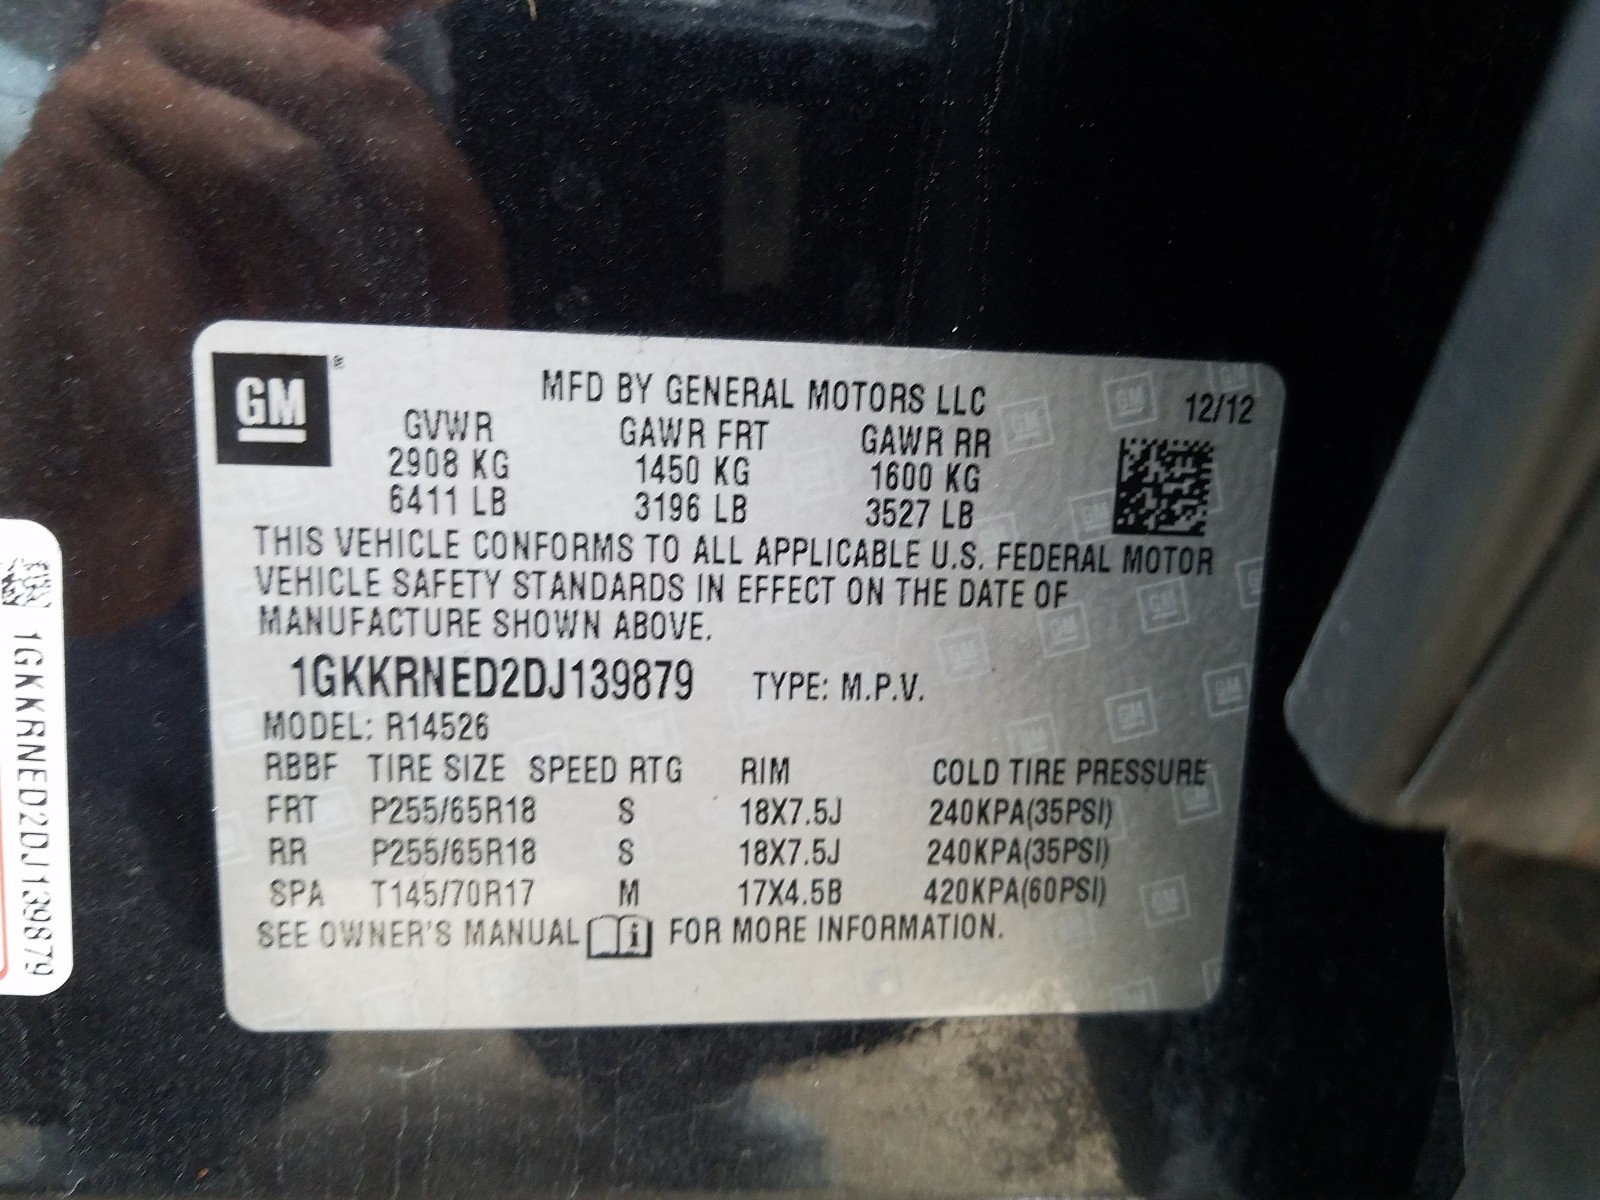 GM
®
MFD BY GENERAL MOTORS LLC
12/12
GVWR GAWR FRT GAWR RR
2908 KG 1450 KG 1600 KG
6411 LB 3196 LB 3527 LB
THIS VEHICLE CONFORMS TO ALL APPLICABLE U.S. FEDERAL MOTOR
VEHICLE SAFETY STANDARDS IN EFFECT ON THE DATE OF
MANUFACTURE SHOWN ABOVE.
1GKKRNED2DJ139879 TYPE: M.P.V.
MODEL: R14526
RBBF TIRE SIZE SPEED RTG RIM COLD TIRE PRESSURE
FRT P255/65R18 S 18X7.5J 240KPA(35PSI)
RR P255/65R18 S 18X7.5J 240KPA(35PSI)
SPA T145/70R17 M 17X4.5B 420KPA(60PSI)
SEE OWNER'S MANUAL i FOR MORE INFORMATION.
1GKKRNED2DJ139879